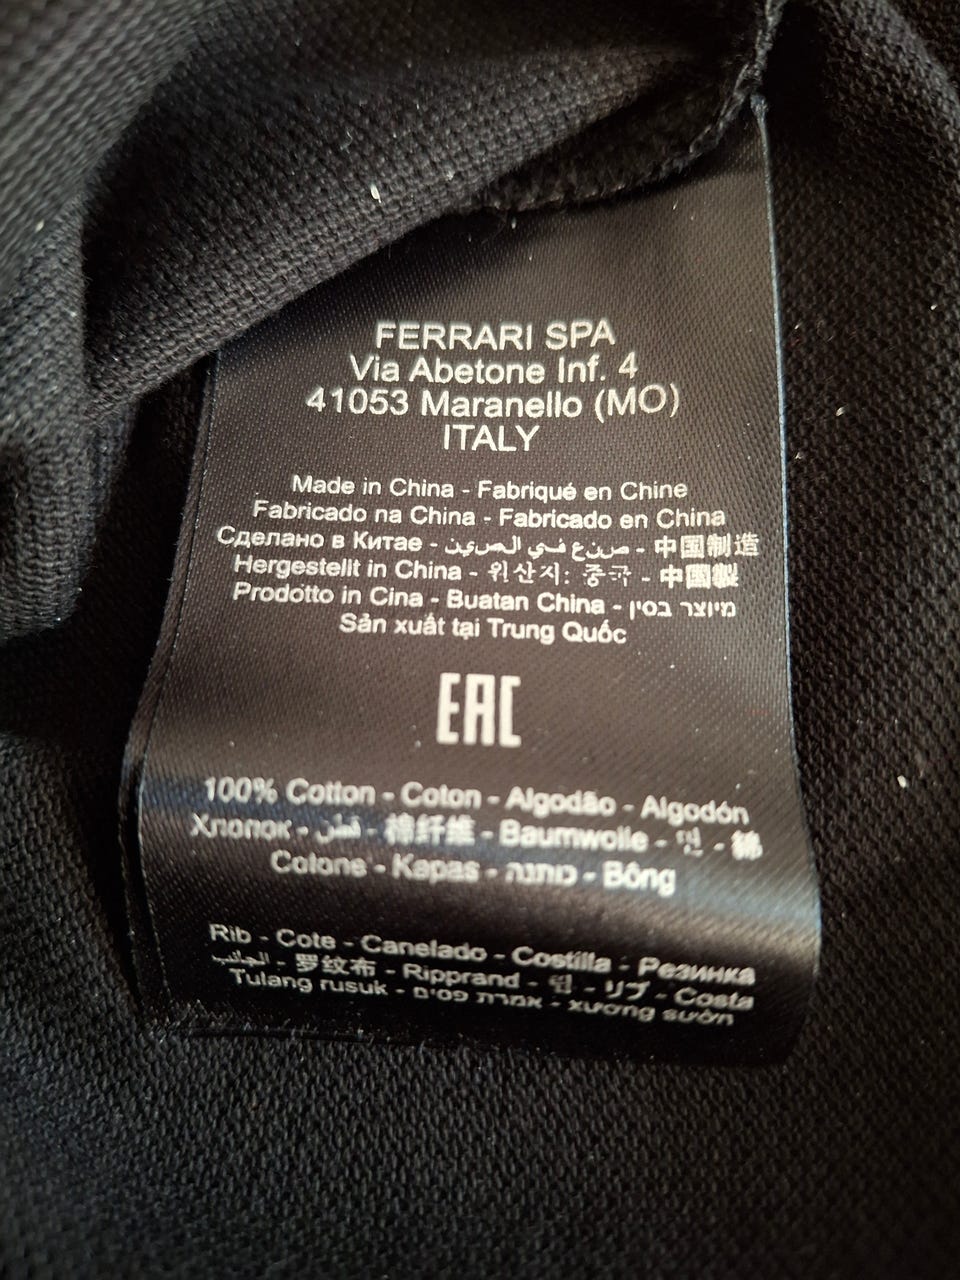 FERRARI SPA
Via Abetone Inf. 4
41053 Maranello (MO)
ITALY
Made in China - Fabriqué en Chine
Fabricado na China - Fabricado en China
Сделано в Китае - صنع في الصين - 中国制造
Hergestellt in China - 원산지: 중국 - 中国製
Prodotto in Cina - Buatan China - מיוצר בסין
Sản xuất tại Trung Quốc
EAC
100% Cotton - Coton - Algodão - Algodón
Хлопок - قطن - 棉纤维 - Baumwolle - 면 - 綿
Cotone - Kapas - כותנה - Bông
Rib - Cote - Canelado - Costilla - Резинка
الجانب - 罗纹布 - Ripprand - - リブ - Costa
Tulang rusuk - אמרת פסים - xương sườn